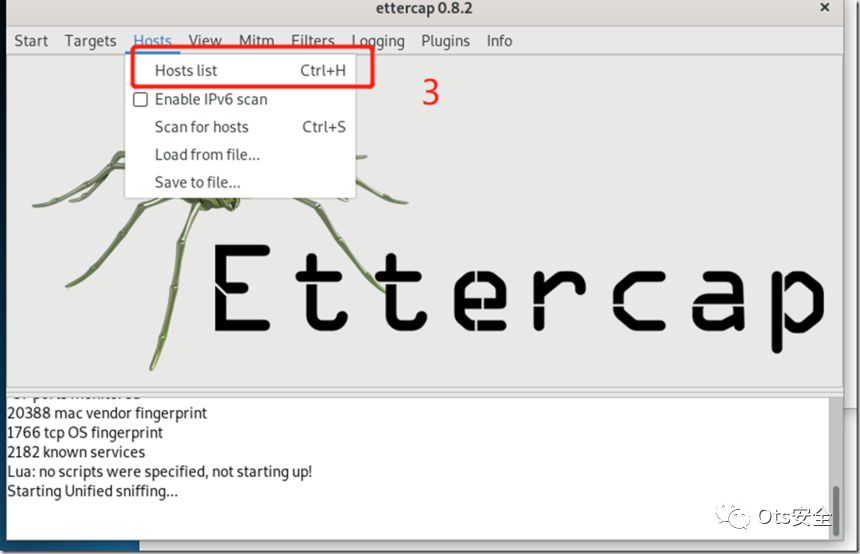 ettercap 0.8.2 ×
Start Targets Hosts View Mitm Filters Logging Plugins Info
Hosts list Ctrl+H
3
Enable IPv6 scan
Scan for hosts Ctrl+S
Load from file...
Save to file...
Ettercap
ports monitored
20388 mac vendor fingerprint
1766 tcp OS fingerprint
2182 known services
Lua: no scripts were specified, not starting up!
Starting Unified sniffing...
Ots安全